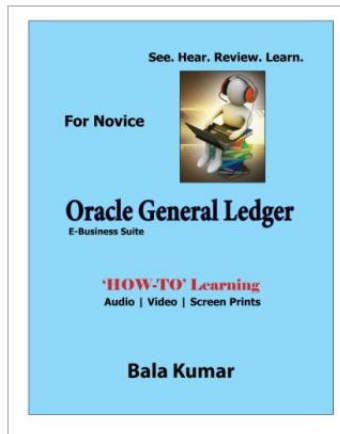 See. Hear. Review. Learn.
For Novice
Oracle General Ledger
E-Business Suite
'HOW-TO' Learning
Audio | Video | Screen Prints
Bala Kumar